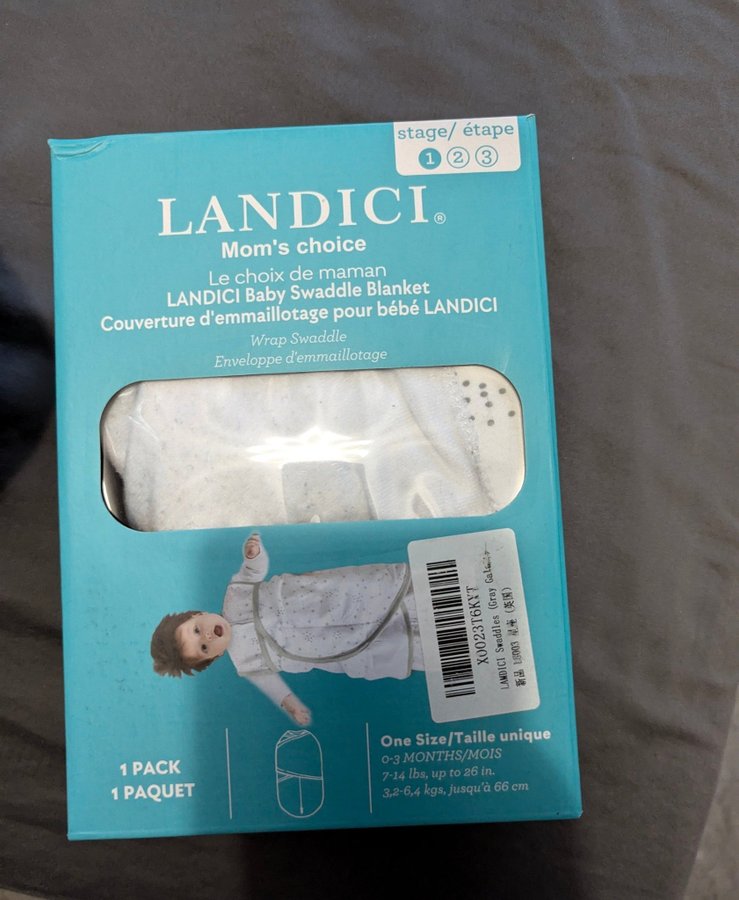 stage/ étape
1 2 3
LANDICI®
Mom's choice
Le choix de maman
LANDICI Baby Swaddle Blanket
Couverture d'emmaillotage pour bébé LANDICI
Wrap Swaddle
Enveloppe d'emmaillotage
X0023T6KYT
LANDICI Swaddles (Gray
新品
1 PACK
1 PAQUET
One Size/Taille unique
0-3 MONTHS/MOIS
7-14 lbs, up to 26 in.
3,2-6,4 kgs, jusqu'à 66 cm